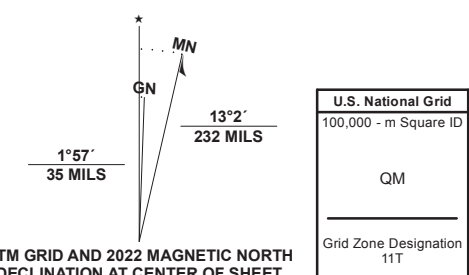 ★
MN
GN
13°2´
232 MILS
1°57´
35 MILS
TM GRID AND 2022 MAGNETIC NORTH
DECLINATION AT CENTER OF SHEET
U.S. National Grid
100,000 - m Square ID
QM
Grid Zone Designation
11T